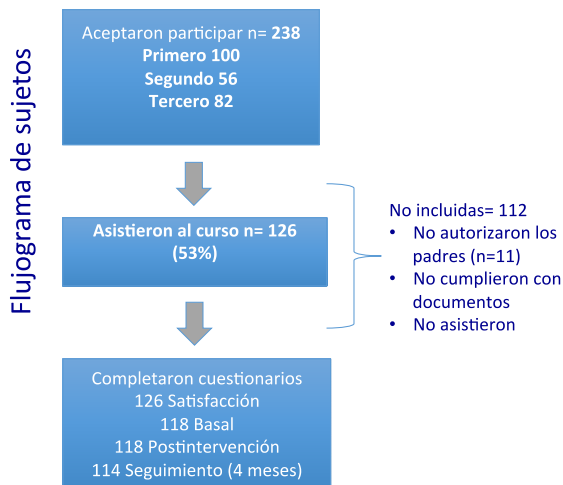 Flujograma de sujetos
Aceptaron participar n= 238
Primero 100
Segundo 56
Tercero 82
Asistieron al curso n= 126
(53%)
No incluidas= 112
• No autorizaron los
padres (n=11)
• No cumplieron con
documentos
• No asistieron
Completaron cuestionarios
126 Satisfacción
118 Basal
118 Postintervención
114 Seguimiento (4 meses)